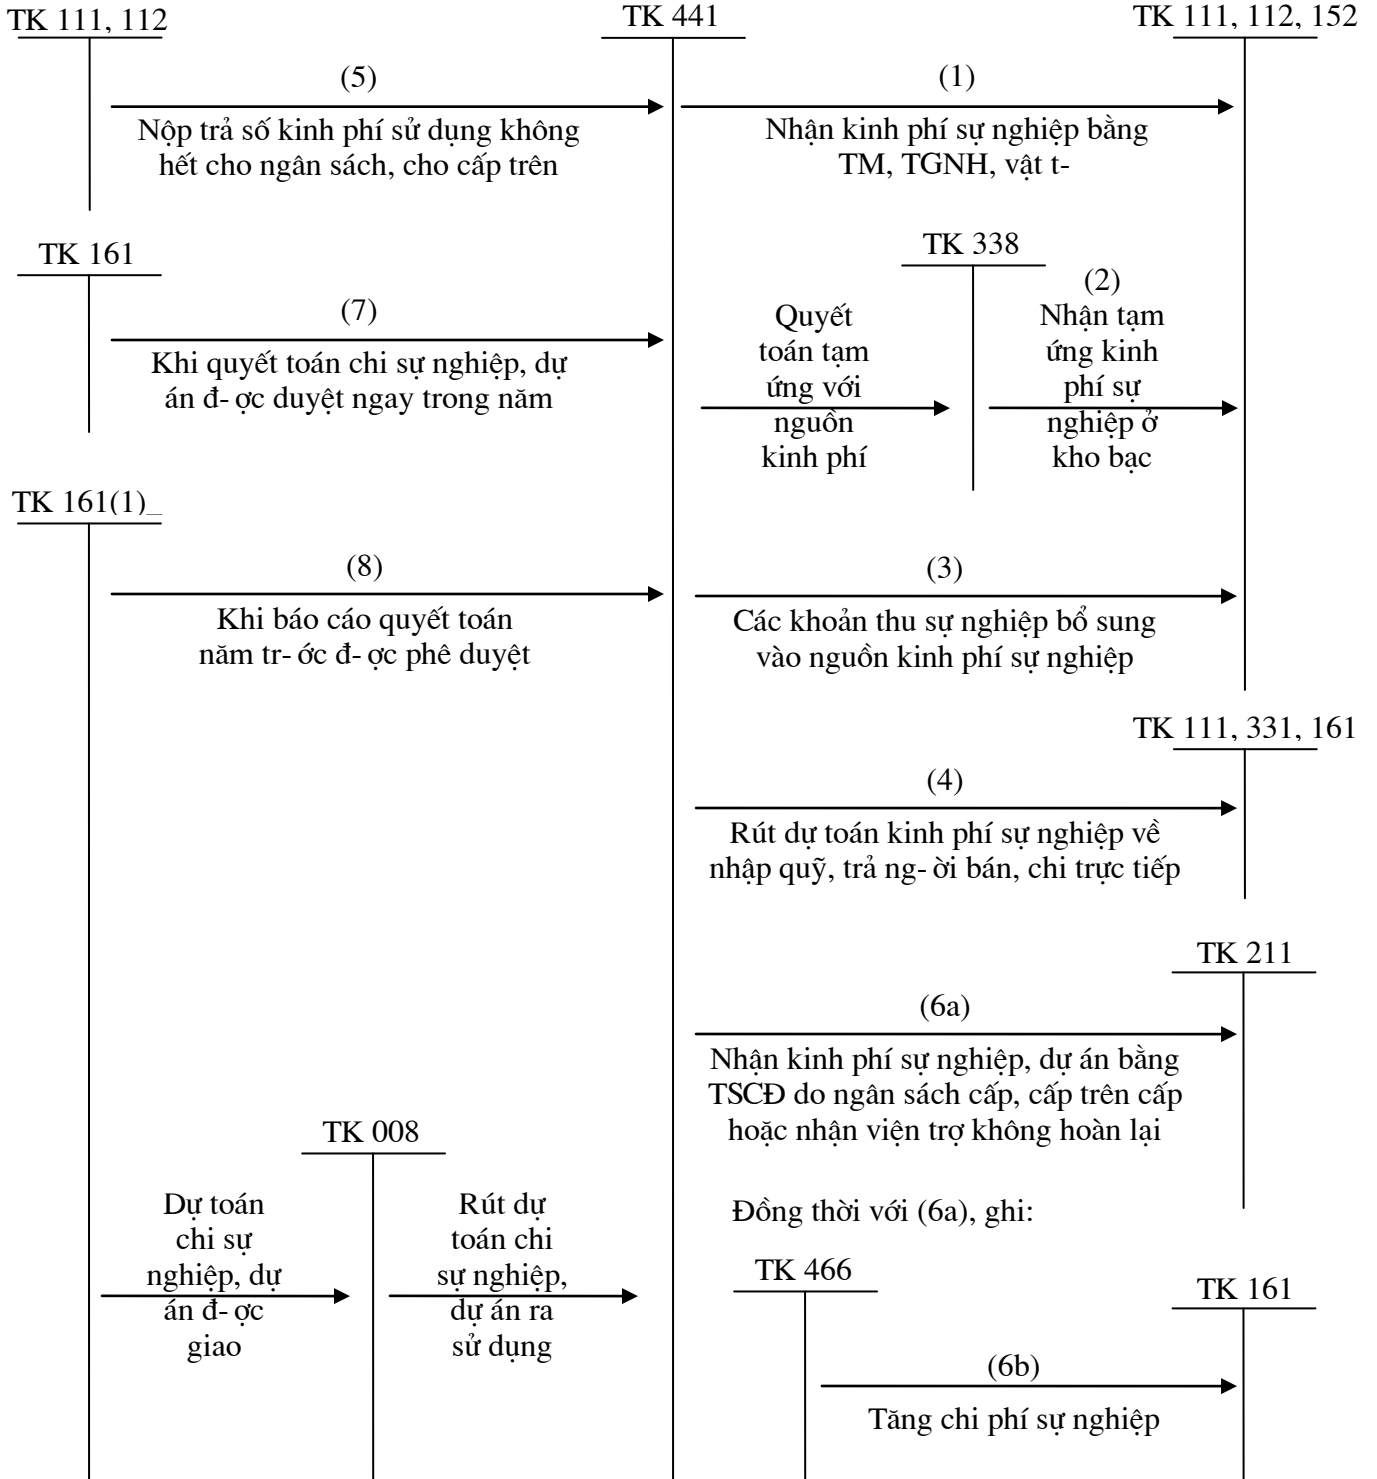 TK 111, 112
TK 441
TK 111, 112, 152
(5)
Nộp trả số kinh phí sử dụng không
hết cho ngân sách, cho cấp trên
(1)
Nhận kinh phí sự nghiệp bằng
TM, TGNH, vật t-
TK 161
(7)
Khi quyết toán chi sự nghiệp, dự
án đ- ợc duyệt ngay trong năm
TK 338
Quyết
toán tạm
ứng với
nguồn
kinh phí
(2)
Nhận tạm
ứng kinh
phí sự
nghiệp ở
kho bạc
TK 161(1)_
(8)
Khi báo cáo quyết toán
năm tr- ớc đ- ợc phê duyệt
(3)
Các khoản thu sự nghiệp bổ sung
vào nguồn kinh phí sự nghiệp
TK 111, 331, 161
(4)
Rút dự toán kinh phí sự nghiệp về
nhập quỹ, trả ng- ời bán, chi trực tiếp
TK 211
(6a)
Nhận kinh phí sự nghiệp, dự án bằng
TSCĐ do ngân sách cấp, cấp trên cấp
hoặc nhận viện trợ không hoàn lại
TK 008
Dự toán
chi sự
nghiệp, dự
án đ- ợc
giao
Rút dự
toán chi
sự nghiệp,
dự án ra
sử dụng
Đồng thời với (6a), ghi:
TK 466
TK 161
(6b)
Tăng chi phí sự nghiệp